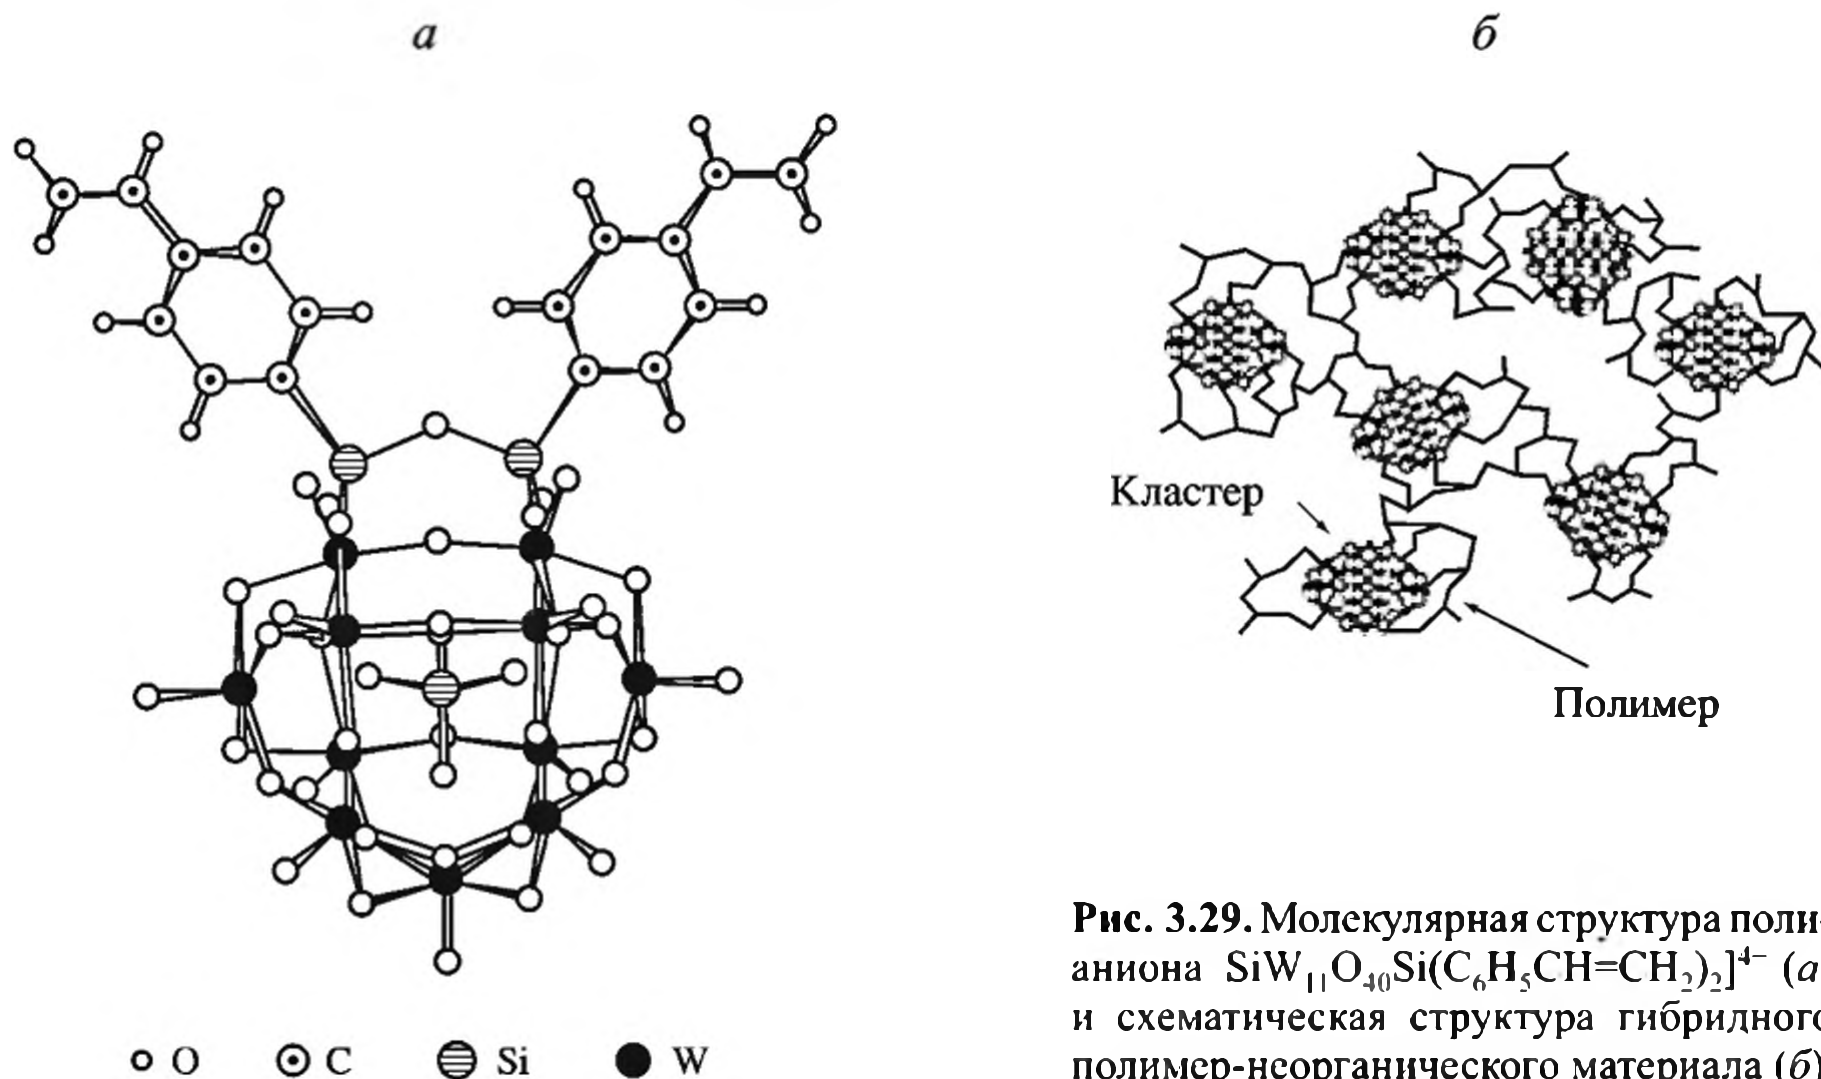 а
б
Кластер
Полимер
O C Si W
Рис. 3.29. Молекулярная структура поли-
аниона SiW₁₁O₄₀Si(C₆H₅CH=CH₂)₂]⁴⁻ (а
и схематическая структура гибридного
полимер-неорганического материала (б)